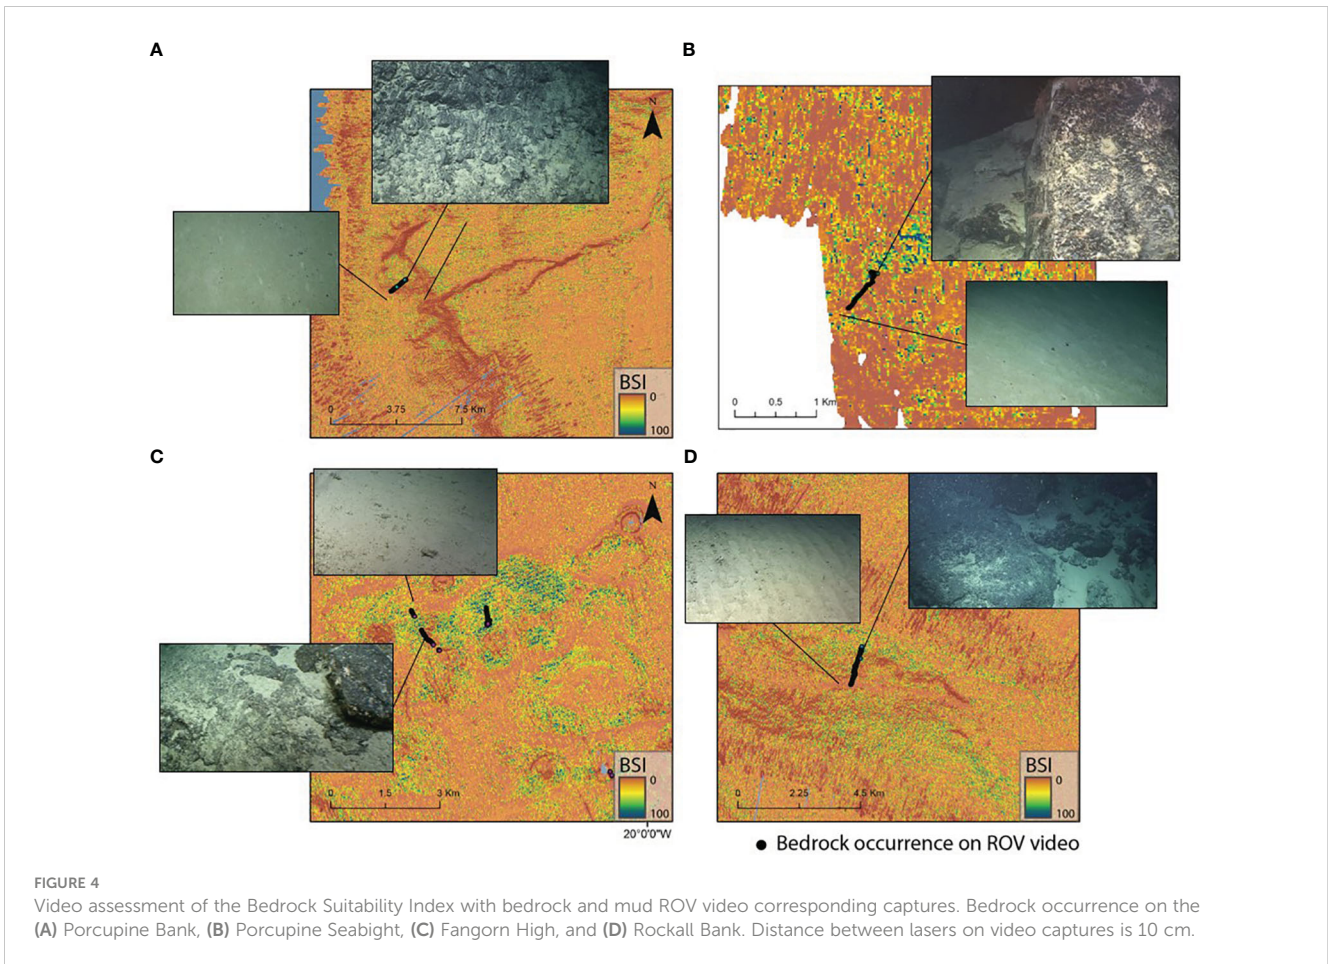 A
B
N
BSI
0
100
0 3.75 7.5 Km
0 0.5 1 Km
C
D
N
BSI
0
100
0 1.5 3 Km
20°0'0"W
BSI
0
100
0 2.25 4.5 Km
● Bedrock occurrence on ROV video
FIGURE 4
Video assessment of the Bedrock Suitability Index with bedrock and mud ROV video corresponding captures. Bedrock occurrence on the
(A) Porcupine Bank, (B) Porcupine Seabight, (C) Fangorn High, and (D) Rockall Bank. Distance between lasers on video captures is 10 cm.